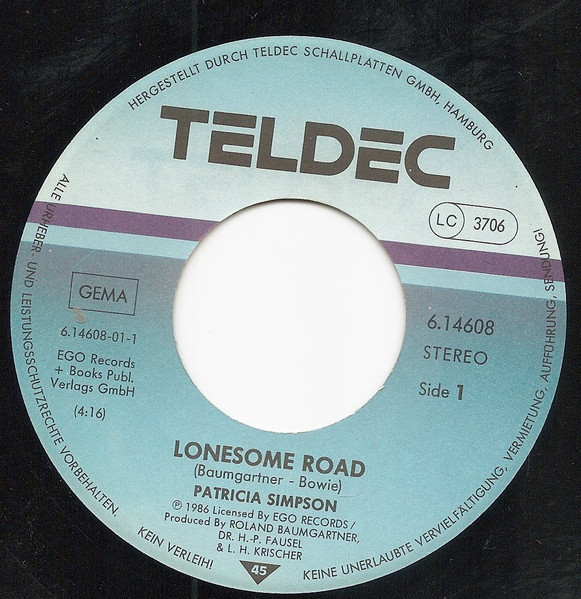 HERGESTELLT DURCH TELDEC SCHALLPLATTEN GMBH, HAMBURG
TELDEC
LC 3706
GEMA
6.14608-01-1
EGO Records
+ Books Publ.
Verlags GmbH
(4:16)
6.14608
STEREO
Side 1
LONESOME ROAD
(Baumgartner - Bowie)
PATRICIA SIMPSON
℗ 1986 Licensed By EGO RECORDS /
Produced By ROLAND BAUMGARTNER,
DR. H.-P. FAUSEL
& L. H. KRISCHER
45
ALLE URHEBER- UND LEISTUNGSSCHUTZRECHTE VORBEHALTEN.
KEIN VERLEIH!
KEINE UNERLAUBTE VERVIELFÄLTIGUNG, VERMIETUNG, AUFFÜHRUNG, SENDUNG!